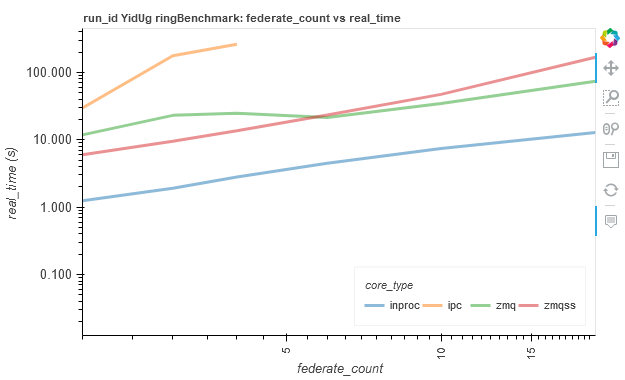 run_id YidUg ringBenchmark: federate_count vs real_time
100.000
10.000
1.000
0.100
real_time (s)
core_type
inproc
ipc
zmq
zmqss
5
10
15
federate_count